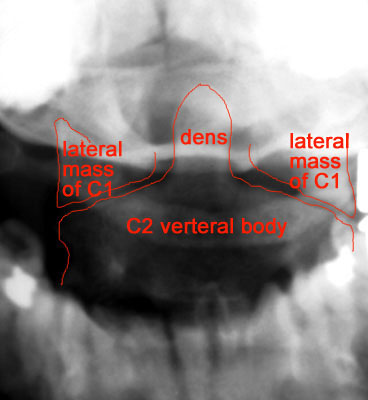 dens
lateral
mass
of C1
lateral
mass
of C1
C2 verteral body